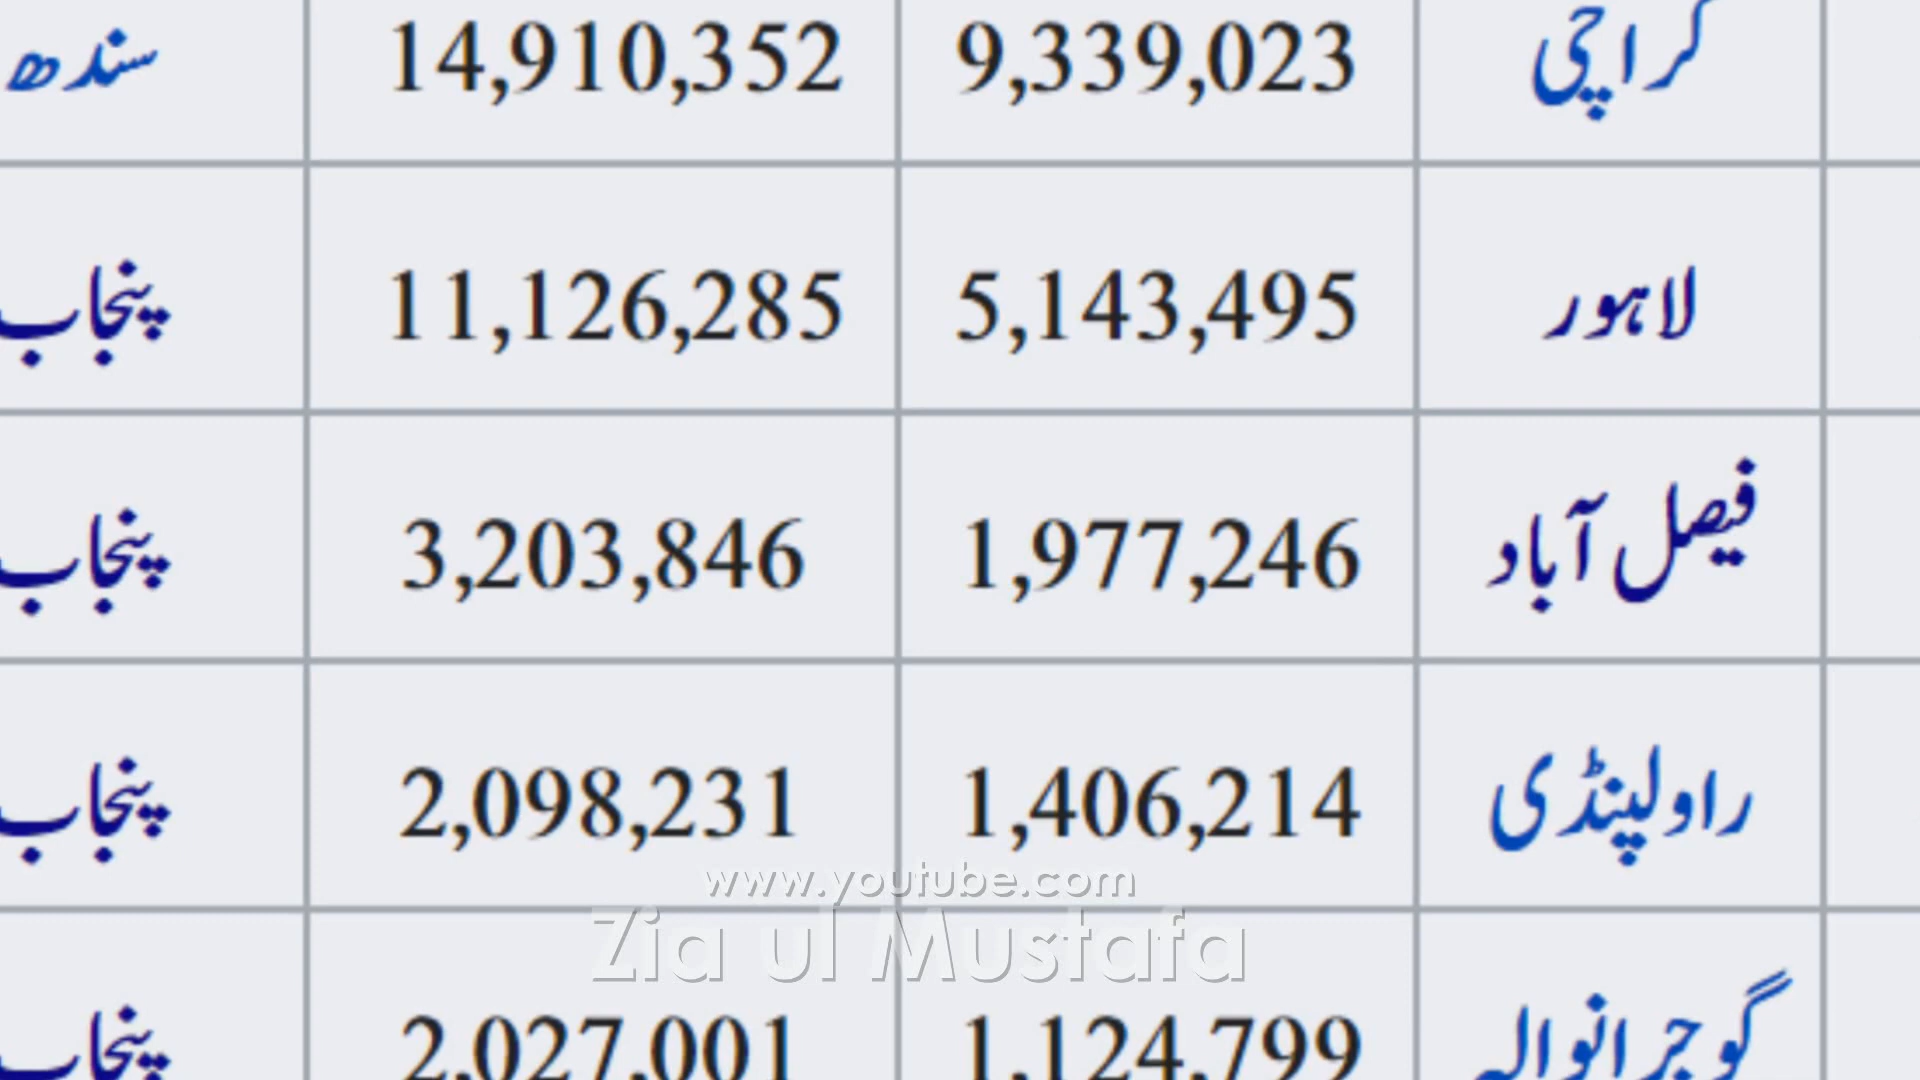 کراچی 9,339,023 14,910,352 سندھ
لاہور 5,143,495 11,126,285 پنجاب
فیصل آباد 1,977,246 3,203,846 پنجاب
راولپنڈی 1,406,214 2,098,231 پنجاب
www.youtube.com
Zia ul Mustafa
گوجرانوالہ 1,124,799 2,027,001 پنجاب